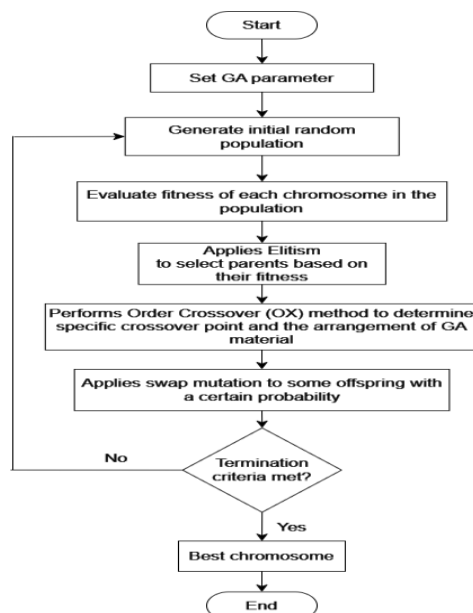 Start
Set GA parameter
Generate initial random
population
Evaluate fitness of each chromosome in the
population
Applies Elitism
to select parents based on
their fitness
Performs Order Crossover (OX) method to determine
specific crossover point and the arrangement of GA
material
Applies swap mutation to some offspring with
a certain probability
No
Termination
criteria met?
Yes
Best chromosome
End